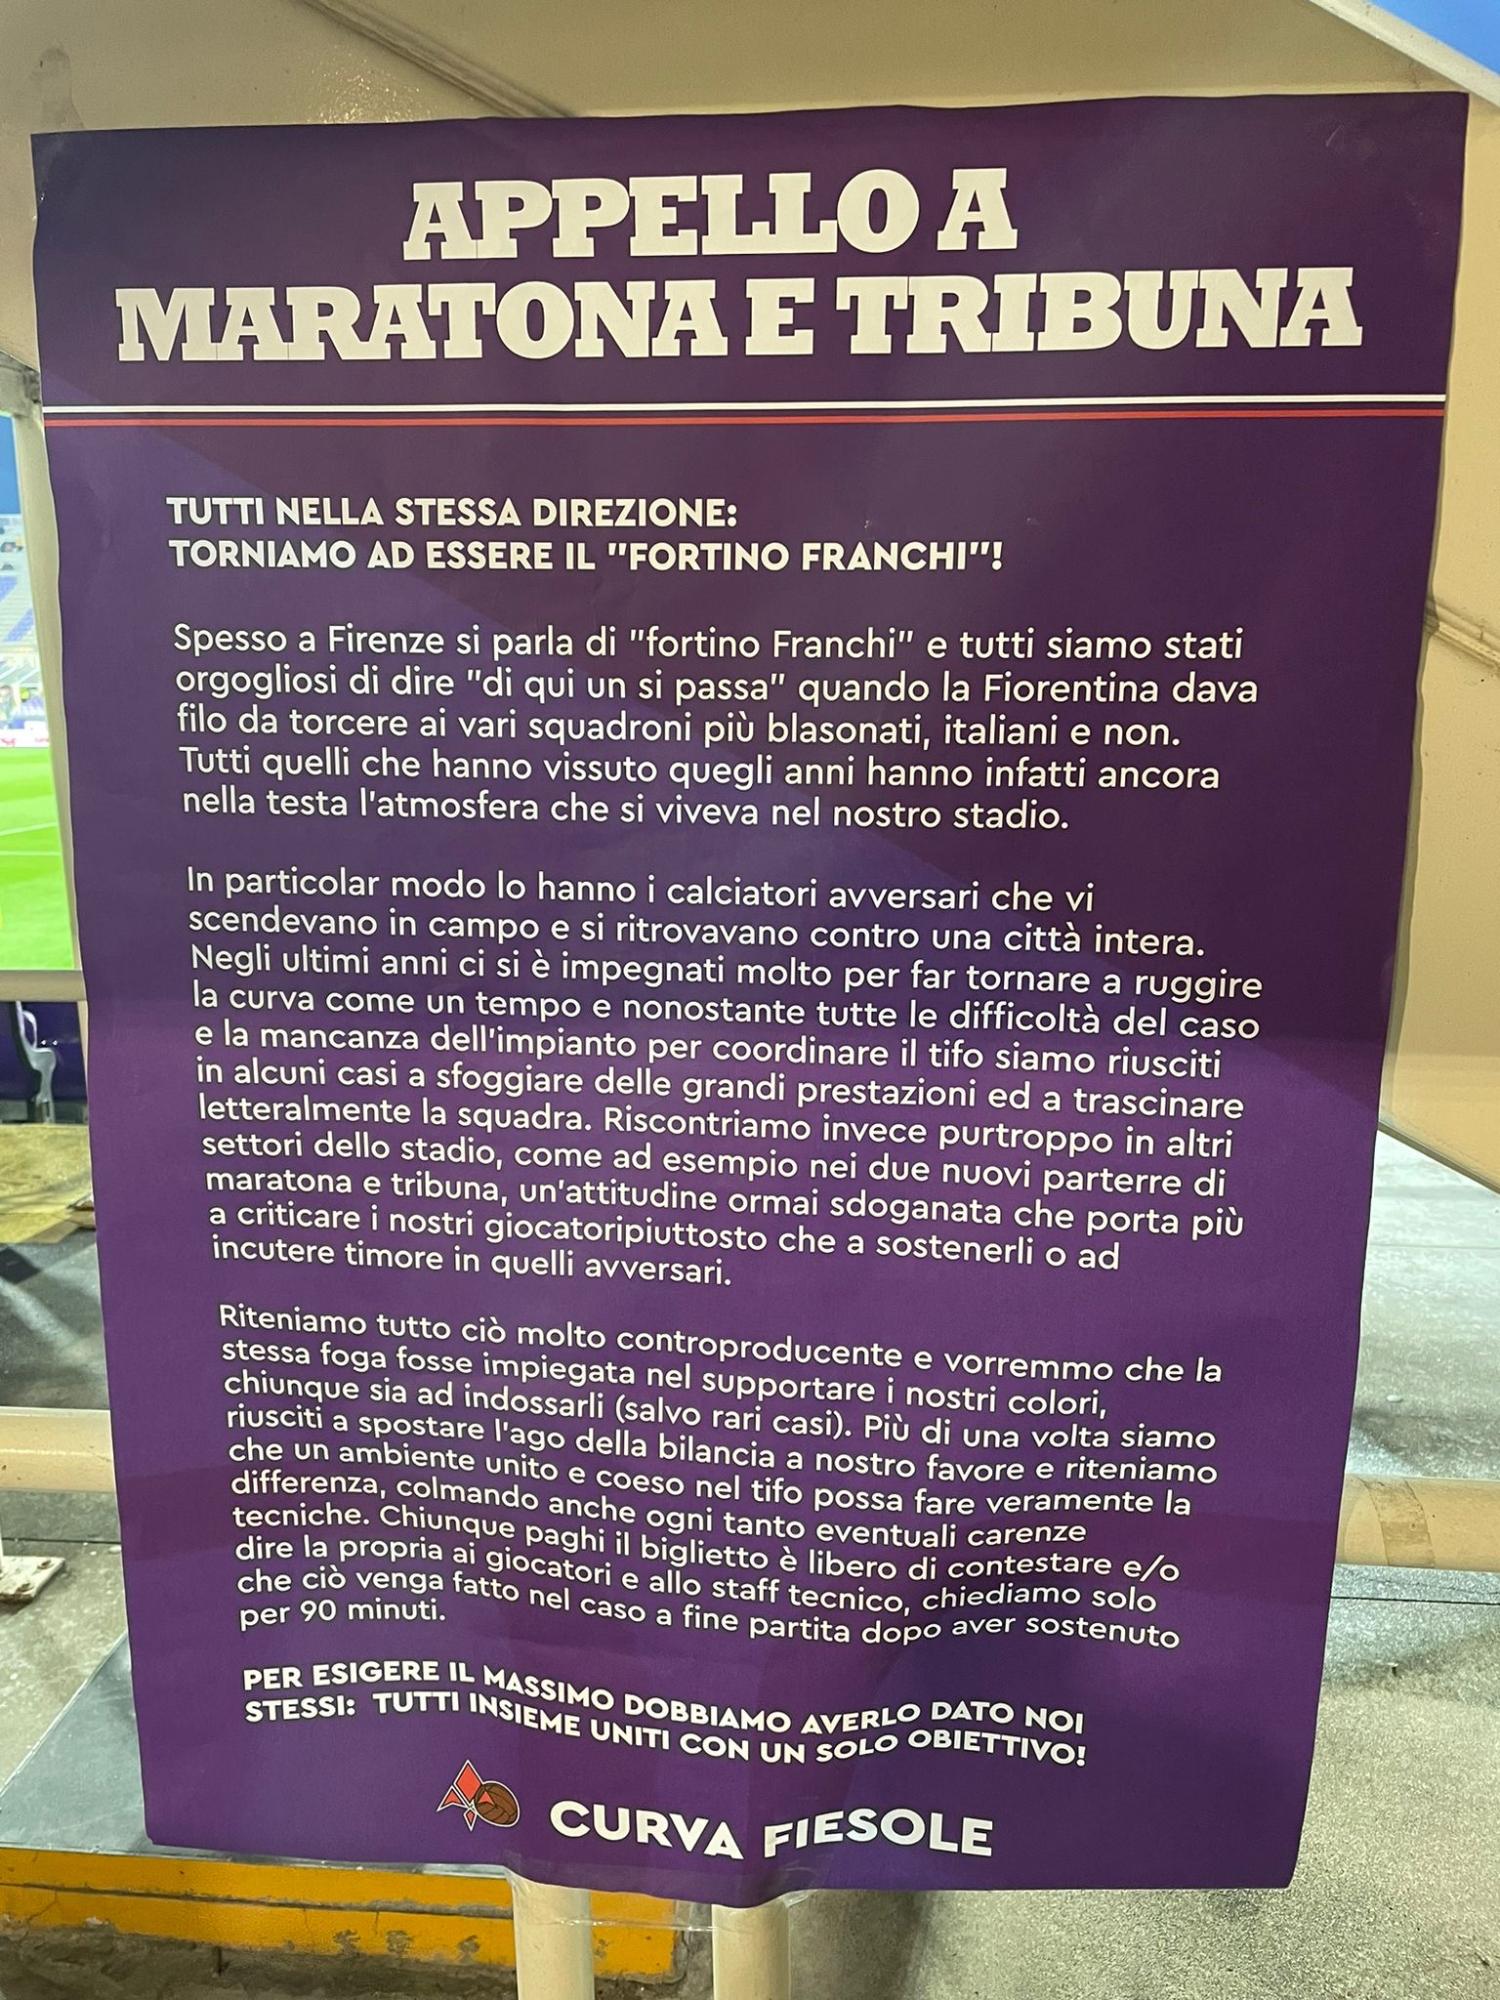 APPELLO A
MARATONA E TRIBUNA
TUTTI NELLA STESSA DIREZIONE:
TORNIAMO AD ESSERE IL "FORTINO FRANCHI"!
Spesso a Firenze si parla di "fortino Franchi" e tutti siamo stati
orgogliosi di dire "di qui un si passa" quando la Fiorentina dava
filo da torcere ai vari squadroni più blasonati, italiani e non.
Tutti quelli che hanno vissuto quegli anni hanno infatti ancora
nella testa l'atmosfera che si viveva nel nostro stadio.
In particolar modo lo hanno i calciatori avversari che vi
scendevano in campo e si ritrovavano contro una città intera.
Negli ultimi anni ci si è impegnati molto per far tornare a ruggire
la curva come un tempo e nonostante tutte le difficoltà del caso
e la mancanza dell'impianto per coordinare il tifo siamo riusciti
in alcuni casi a sfoggiare delle grandi prestazioni ed a trascinare
letteralmente la squadra. Riscontriamo invece purtroppo in altri
settori dello stadio, come ad esempio nei due nuovi parterre di
maratona e tribuna, un'attitudine ormai sdoganata che porta più
a criticare i nostri giocatoripiuttosto che a sostenerli o ad
incutere timore in quelli avversari.
Riteniamo tutto ciò molto controproducente e vorremmo che la
stessa foga fosse impiegata nel supportare i nostri colori,
chiunque sia ad indossarli (salvo rari casi). Più di una volta siamo
riusciti a spostare l'ago della bilancia a nostro favore e riteniamo
che un ambiente unito e coeso nel tifo possa fare veramente la
differenza, colmando anche ogni tanto eventuali carenze
tecniche. Chiunque paghi il biglietto è libero di contestare e/o
dire la propria ai giocatori e allo staff tecnico, chiediamo solo
che ciò venga fatto nel caso a fine partita dopo aver sostenuto
per 90 minuti.
PER ESIGERE IL MASSIMO DOBBIAMO AVERLO DATO NOI
STESSI: TUTTI INSIEME UNITI CON UN SOLO OBIETTIVO!
CURVA FIESOLE